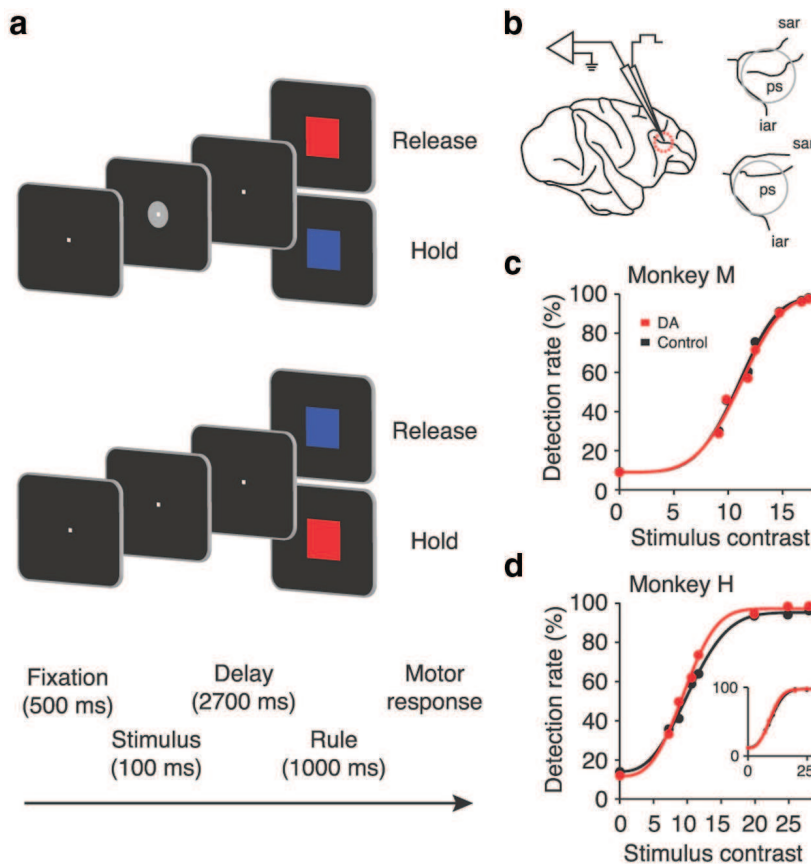 a
Release
Hold
Release
Hold
Fixation
(500 ms)
Delay
(2700 ms)
Motor
response
Stimulus
(100 ms)
Rule
(1000 ms)
b
sar
ps
iar
sar
ps
iar
c
Monkey M
Detection rate (%)
100
80
60
40
20
0
DA
Control
0 5 10 15
Stimulus contrast
d
Monkey H
Detection rate (%)
100
80
60
40
20
0
100
0
0 25
0 5 10 15 20 25
Stimulus contrast